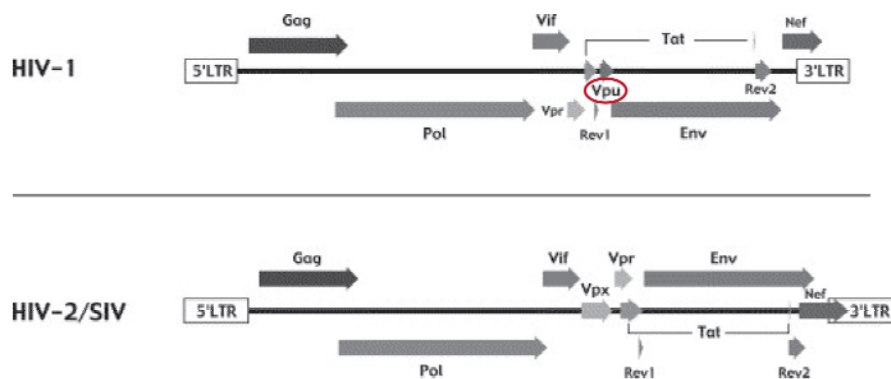 Gag Vif Tat Nef
HIV-1 5'LTR 3'LTR
Vpu Rev2
Pol Vpr Rev1 Env
Gag Vif Vpr Env
Vpx Nef
HIV-2/SIV 5'LTR 3'LTR
Tat
Pol Rev1 Rev2